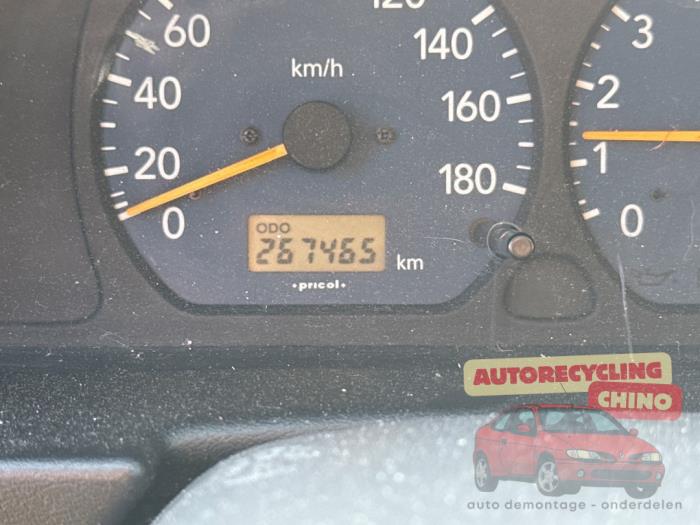 60
40
20
0
km/h
120
140
160
180
ODO
267465
km
pricol
3
2
1
0
AUTORECYCLING
CHINO
auto demontage - onderdelen